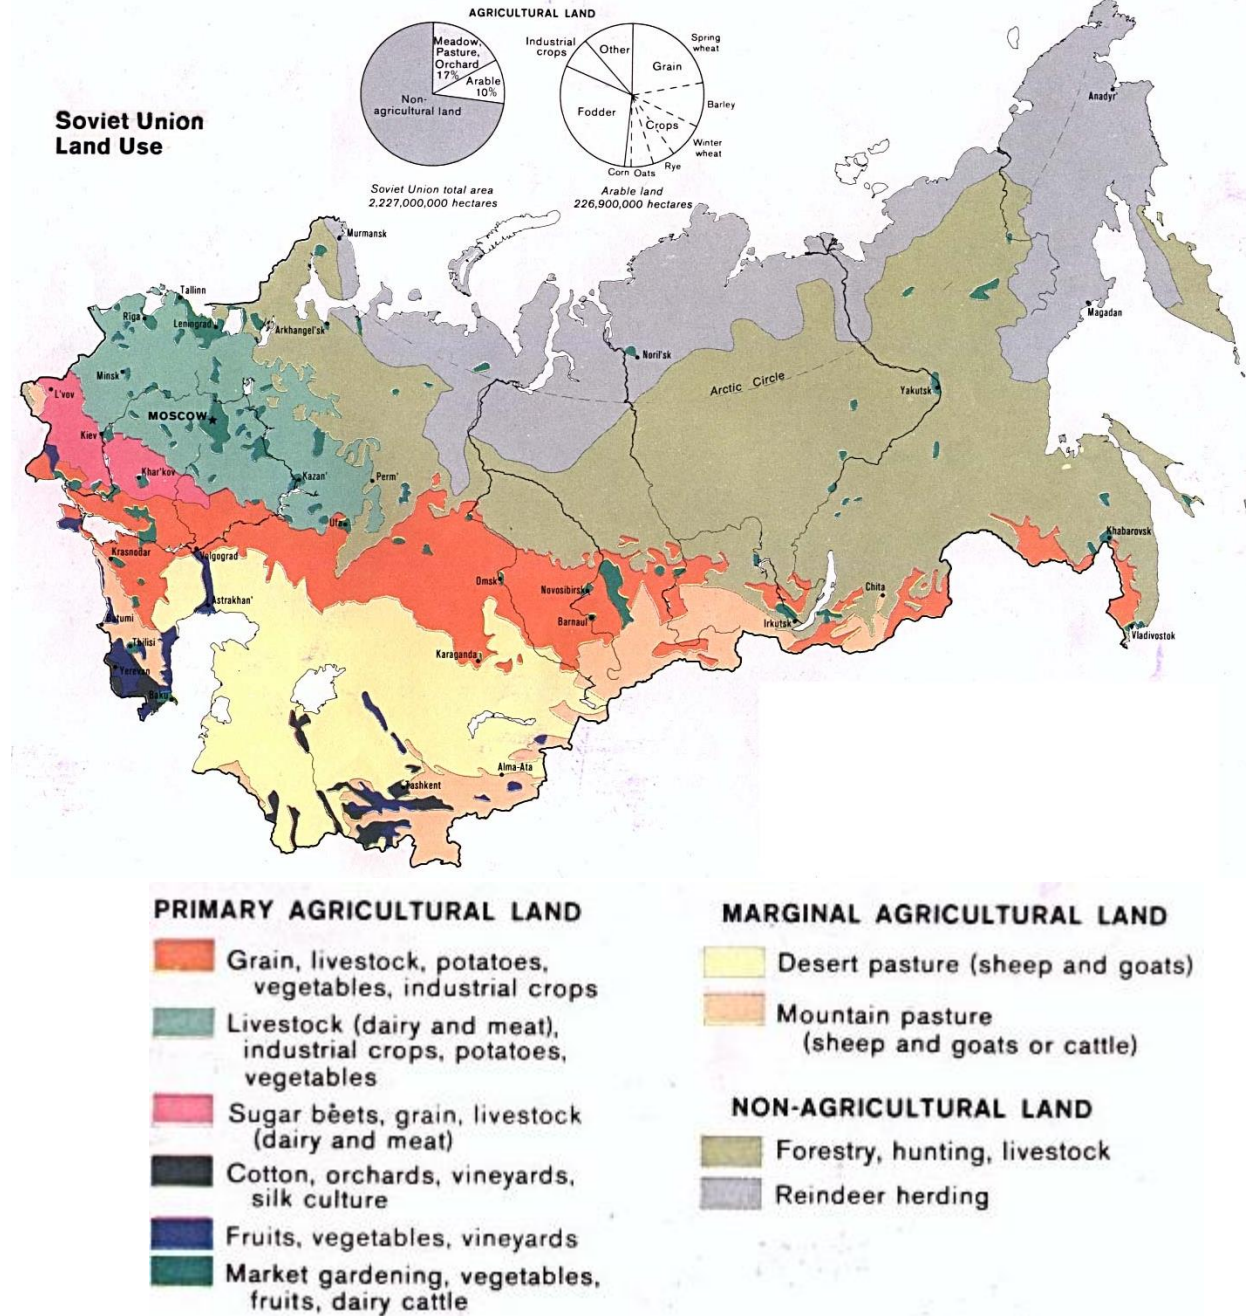 AGRICULTURAL LAND
Soviet Union
Land Use
Meadow,
Pasture,
Orchard
17%
Arable
10%
Non-
agricultural land
Soviet Union total area
2,227,000,000 hectares
Industrial
crops
Other
Grain
Spring
wheat
Barley
Crops
Winter
wheat
Rye
Oats
Corn
Fodder
Arable land
226,900,000 hectares
Anadyr'
Murmansk
Tallinn
Rīga
Leningrad
Arkhangel'sk
Magadan
Noril'sk
Minsk
Arctic Circle
Yakutsk
L'vov
MOSCOW
Kiev
Khar'kov
Kazan'
Perm'
Ufa
Khabarovsk
Krasnodar
Volgograd
Omsk
Novosibirsk
Chita
Astrakhan'
Barnaul
Irkutsk
Batumi
Vladivostok
Tbilisi
Karaganda
Yerevan
Baku
Alma-Ata
Tashkent
PRIMARY AGRICULTURAL LAND
Grain, livestock, potatoes,
vegetables, industrial crops
Livestock (dairy and meat),
industrial crops, potatoes,
vegetables
Sugar beets, grain, livestock
(dairy and meat)
Cotton, orchards, vineyards,
silk culture
Fruits, vegetables, vineyards
Market gardening, vegetables,
fruits, dairy cattle
MARGINAL AGRICULTURAL LAND
Desert pasture (sheep and goats)
Mountain pasture
(sheep and goats or cattle)
NON-AGRICULTURAL LAND
Forestry, hunting, livestock
Reindeer herding